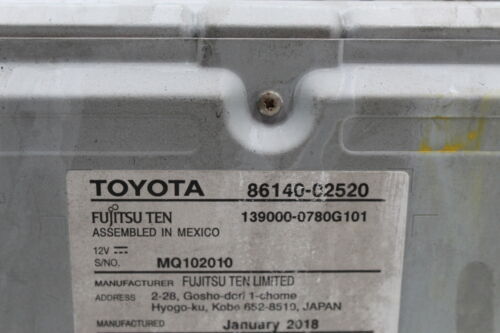 TOYOTA 86140-02520
FUJITSU TEN 139000-0780G101
ASSEMBLED IN MEXICO
12V
S/NO. MQ102010
MANUFACTURER FUJITSU TEN LIMITED
ADDRESS 2-28, Gosho-dori 1-chome
Hyogo-ku, Kobe 652-8510, JAPAN
MANUFACTURED January 2018